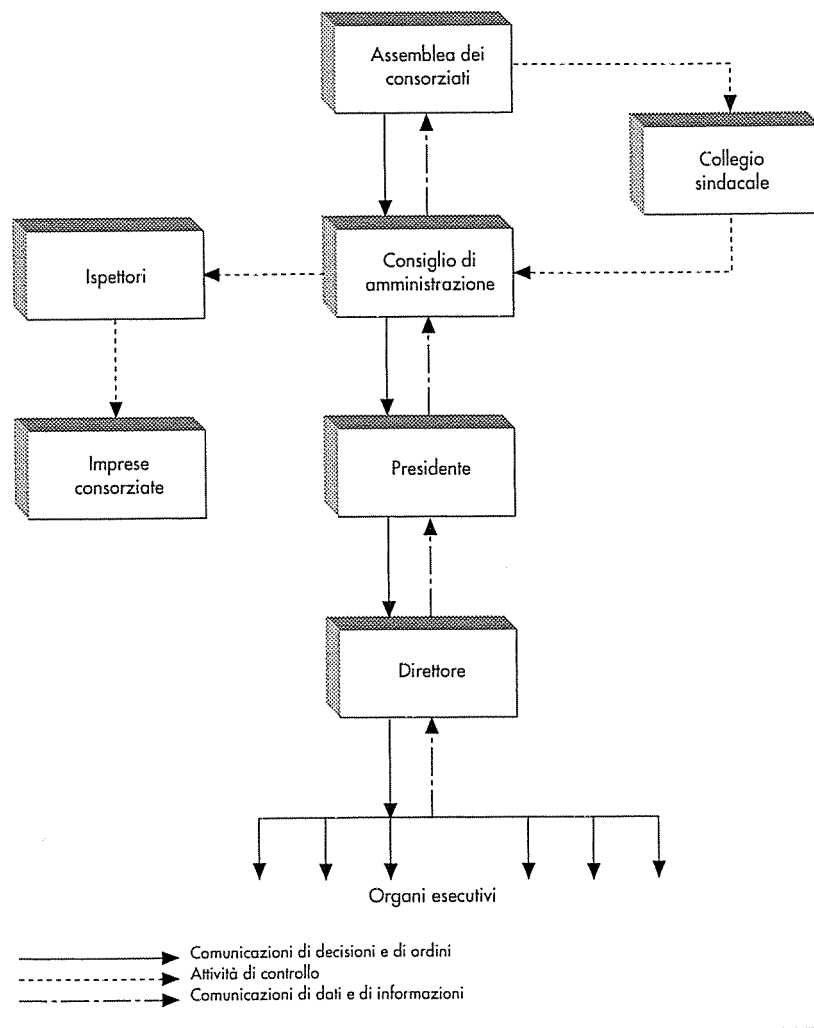 Assemblea dei
consorziati
Collegio
sindacale
Ispettori
Consiglio di
amministrazione
Imprese
consorziate
Presidente
Direttore
Organi esecutivi
Comunicazioni di decisioni e di ordini
Attività di controllo
Comunicazioni di dati e di informazioni